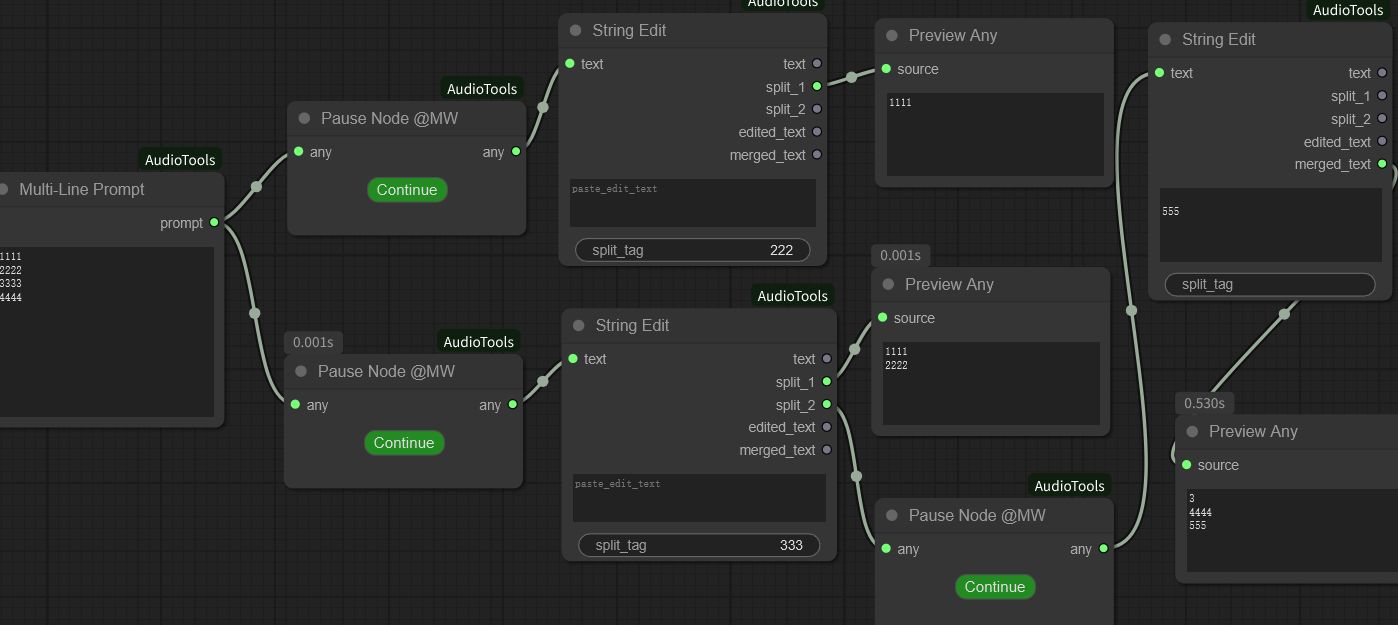 AudioTools
Multi-Line Prompt
prompt
1111
2222
3333
4444
AudioTools
Pause Node @MW
any any
Continue
0.001s
AudioTools
Pause Node @MW
any any
Continue
AudioTools
String Edit
text text
split_1
split_2
edited_text
merged_text
paste_edit_text
split_tag 222
AudioTools
String Edit
text text
split_1
split_2
edited_text
merged_text
paste_edit_text
split_tag 333
Preview Any
source
1111
0.001s
Preview Any
source
1111
2222
AudioTools
Pause Node @MW
any any
Continue
AudioTools
String Edit
text text
split_1
split_2
edited_text
merged_text
555
split_tag
0.530s
Preview Any
source
3
4444
555